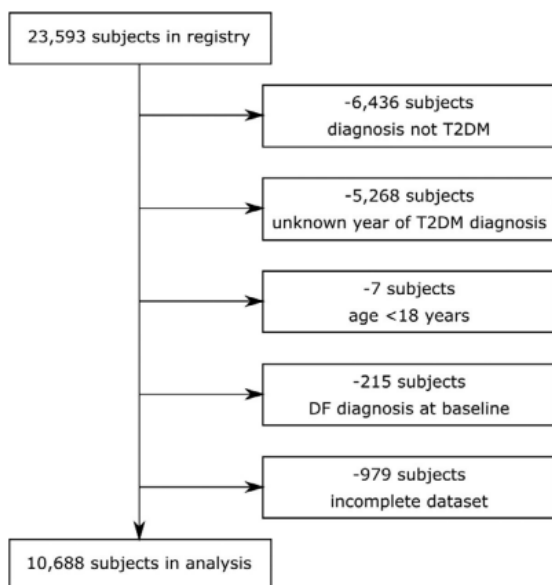 23,593 subjects in registry
-6,436 subjects
diagnosis not T2DM
-5,268 subjects
unknown year of T2DM diagnosis
-7 subjects
age <18 years
-215 subjects
DF diagnosis at baseline
-979 subjects
incomplete dataset
10,688 subjects in analysis